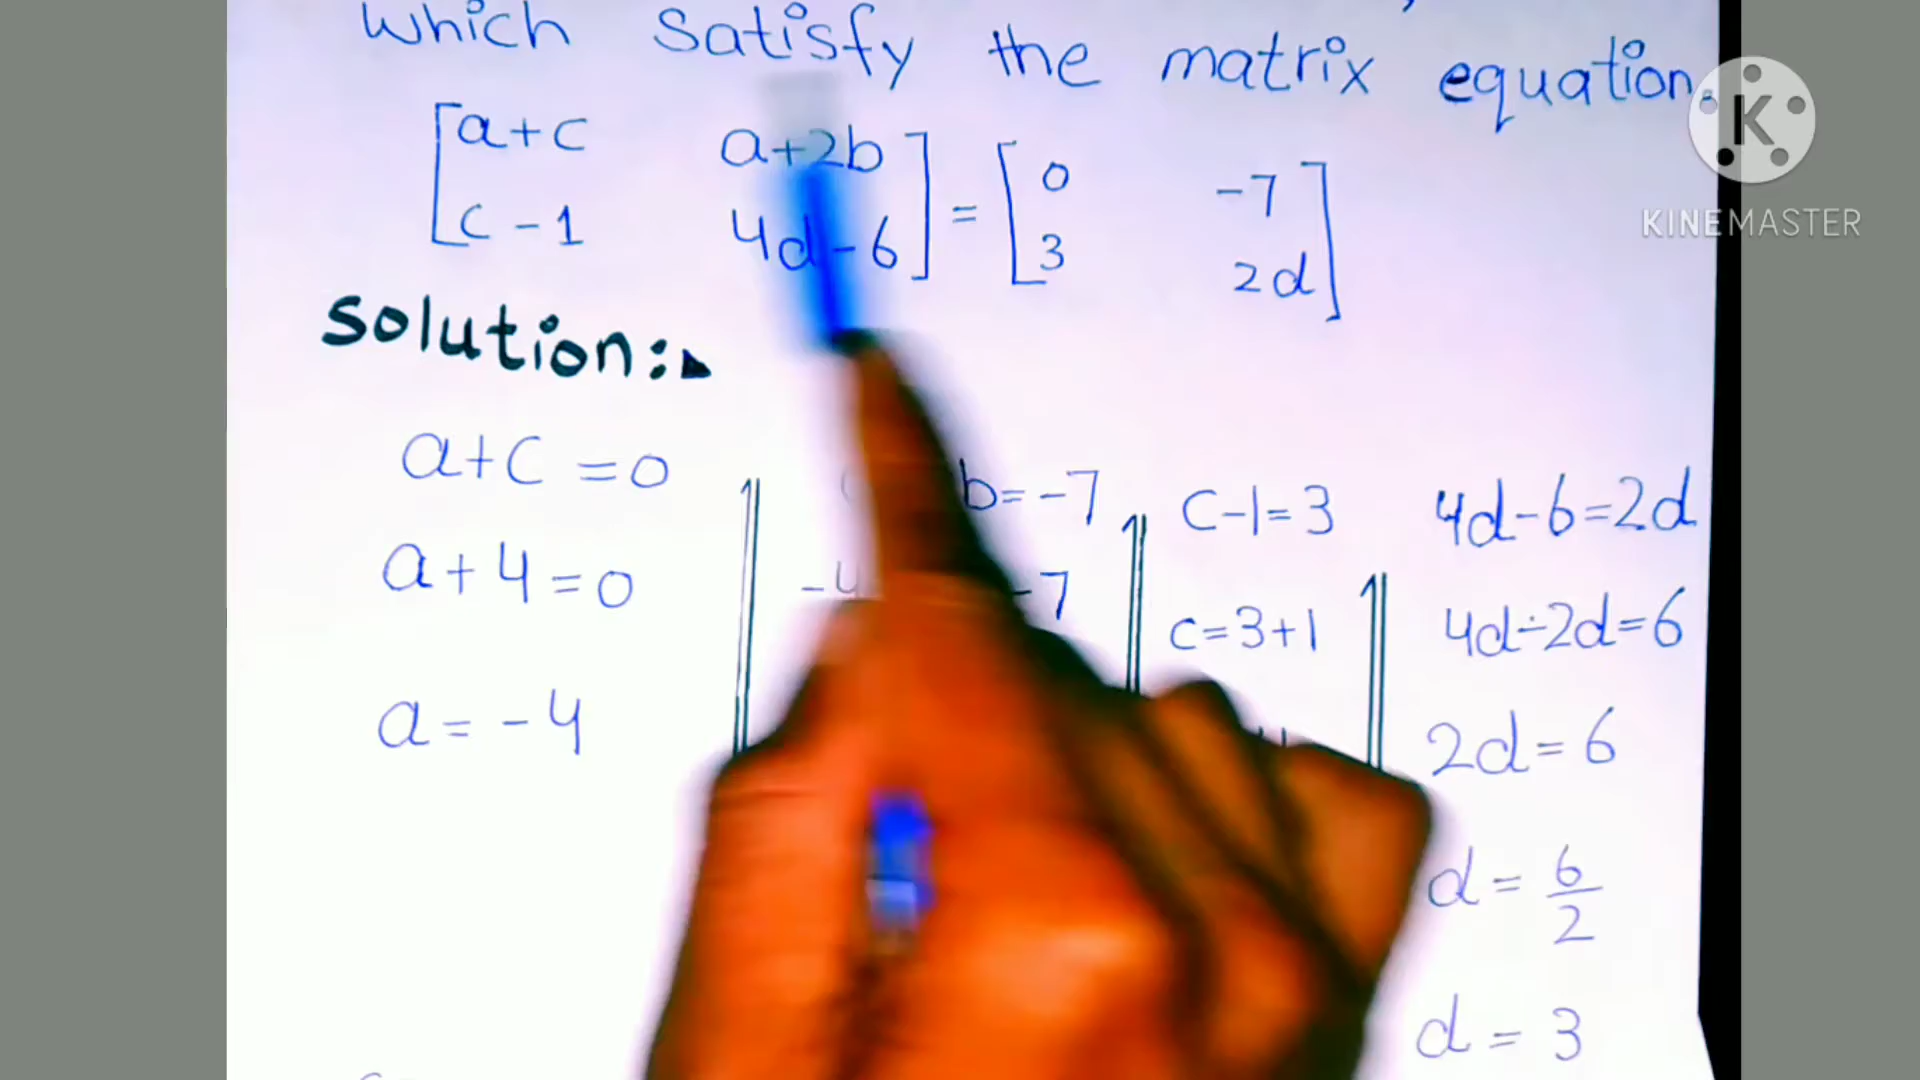 which satisfy the matrix equation.
[a+c a+2b] = [0 -7]
[c-1 4d-6] [3 2d]
K
KINEMASTER
Solution:
a+c=0
a+4=0
a=-4
b=-7
-4 -7
c-1=3
c=3+1
4d-6=2d
4d-2d=6
2d=6
d=6/2
d=3